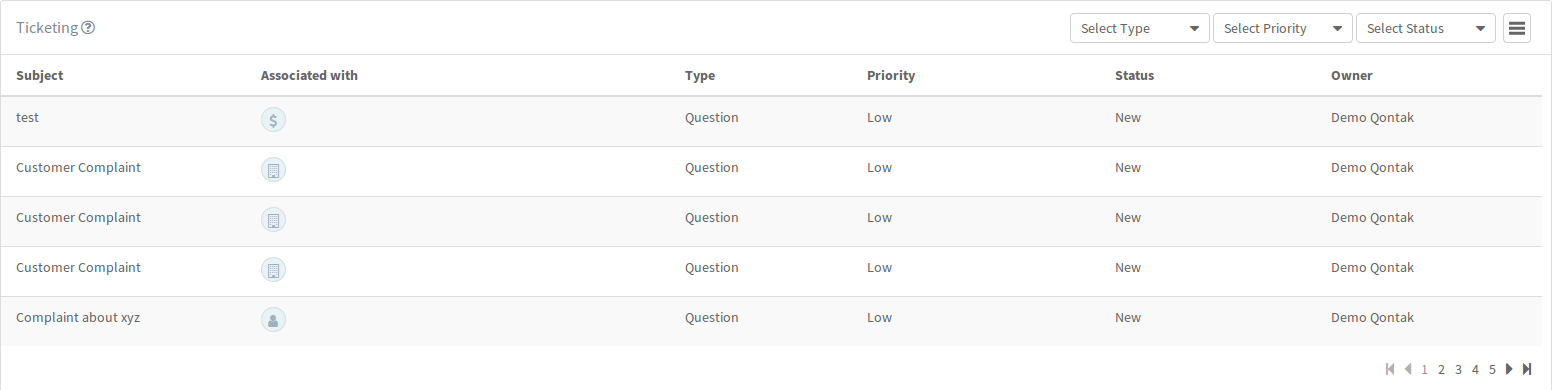 Ticketing
Select Type Select Priority Select Status
Subject Associated with Type Priority Status Owner
test $ Question Low New Demo Qontak
Customer Complaint Question Low New Demo Qontak
Customer Complaint Question Low New Demo Qontak
Customer Complaint Question Low New Demo Qontak
Complaint about xyz Question Low New Demo Qontak
1 2 3 4 5